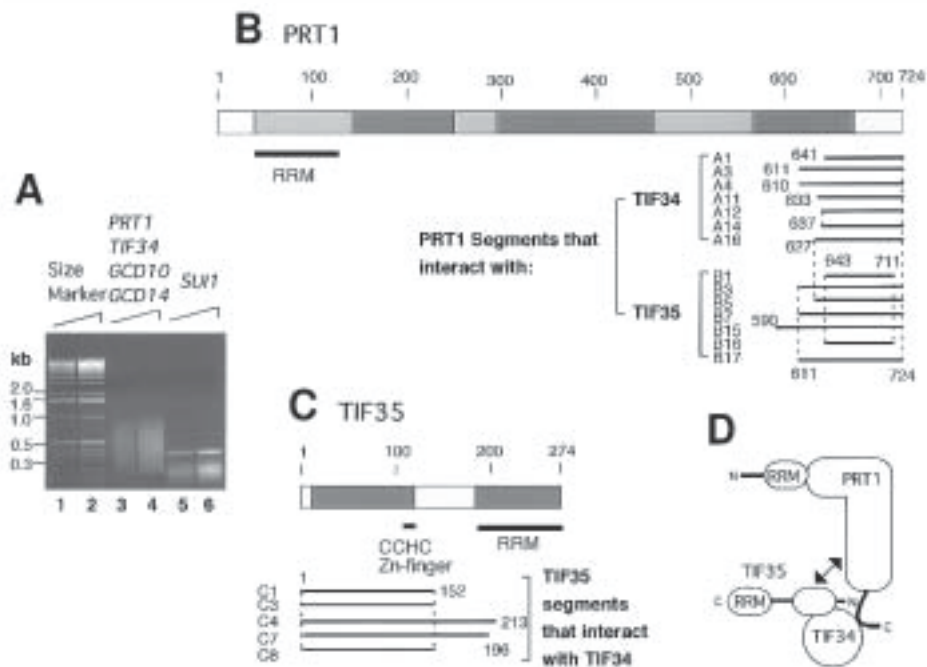 B PRT1
1 100 200 300 400 500 600 700 724
RRM
A
PRT1
TIF34
GCD10
GCD14
Size
Marker
SUI1
kb
2.0
1.6
1.0
0.5
0.3
1 2 3 4 5 6
PRT1 Segments that
interact with:
TIF34
A1
A3
A4
A11
A12
A14
A16
641
611
610
633
637
627
TIF35
B1
B3
B5
B7
B15
B16
B17
643 711
590
611 724
C TIF35
1 100 200 274
CCHC
Zn-finger
RRM
1
C1
C3
C4
C7
C8
152
213
196
TIF35
segments
that interact
with TIF34
D
N RRM PRT1
TIF35
C RRM N
TIF34
C